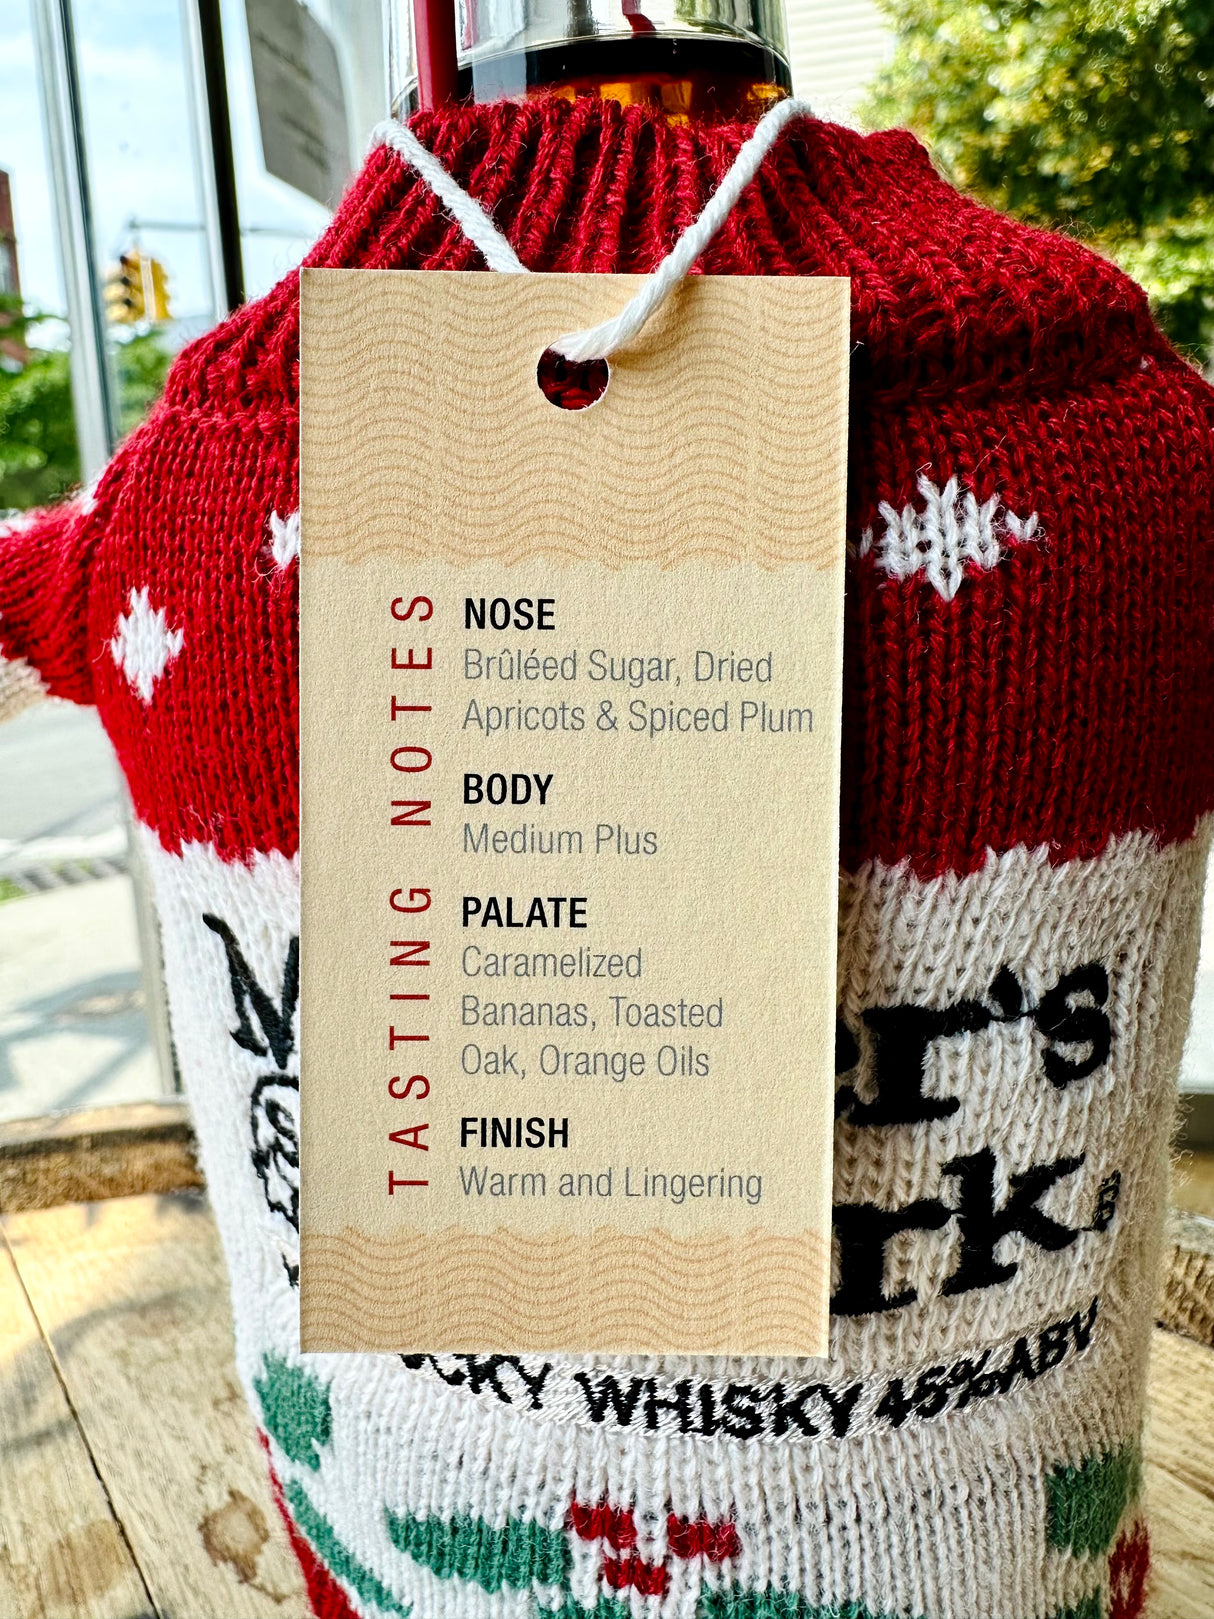 TASTING NOTES
NOSE
Brûléed Sugar, Dried
Apricots & Spiced Plum
BODY
Medium Plus
PALATE
Caramelized
Bananas, Toasted
Oak, Orange Oils
FINISH
Warm and Lingering
WHISKY 45% ABV